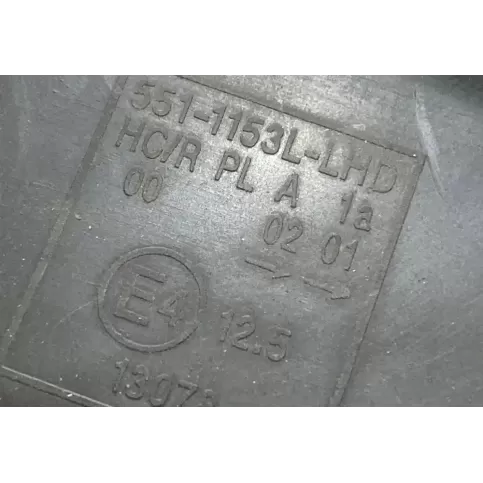 551-1153L-LHD
HC/R PL A 1a
00 02 01
→ →
E4 12.5